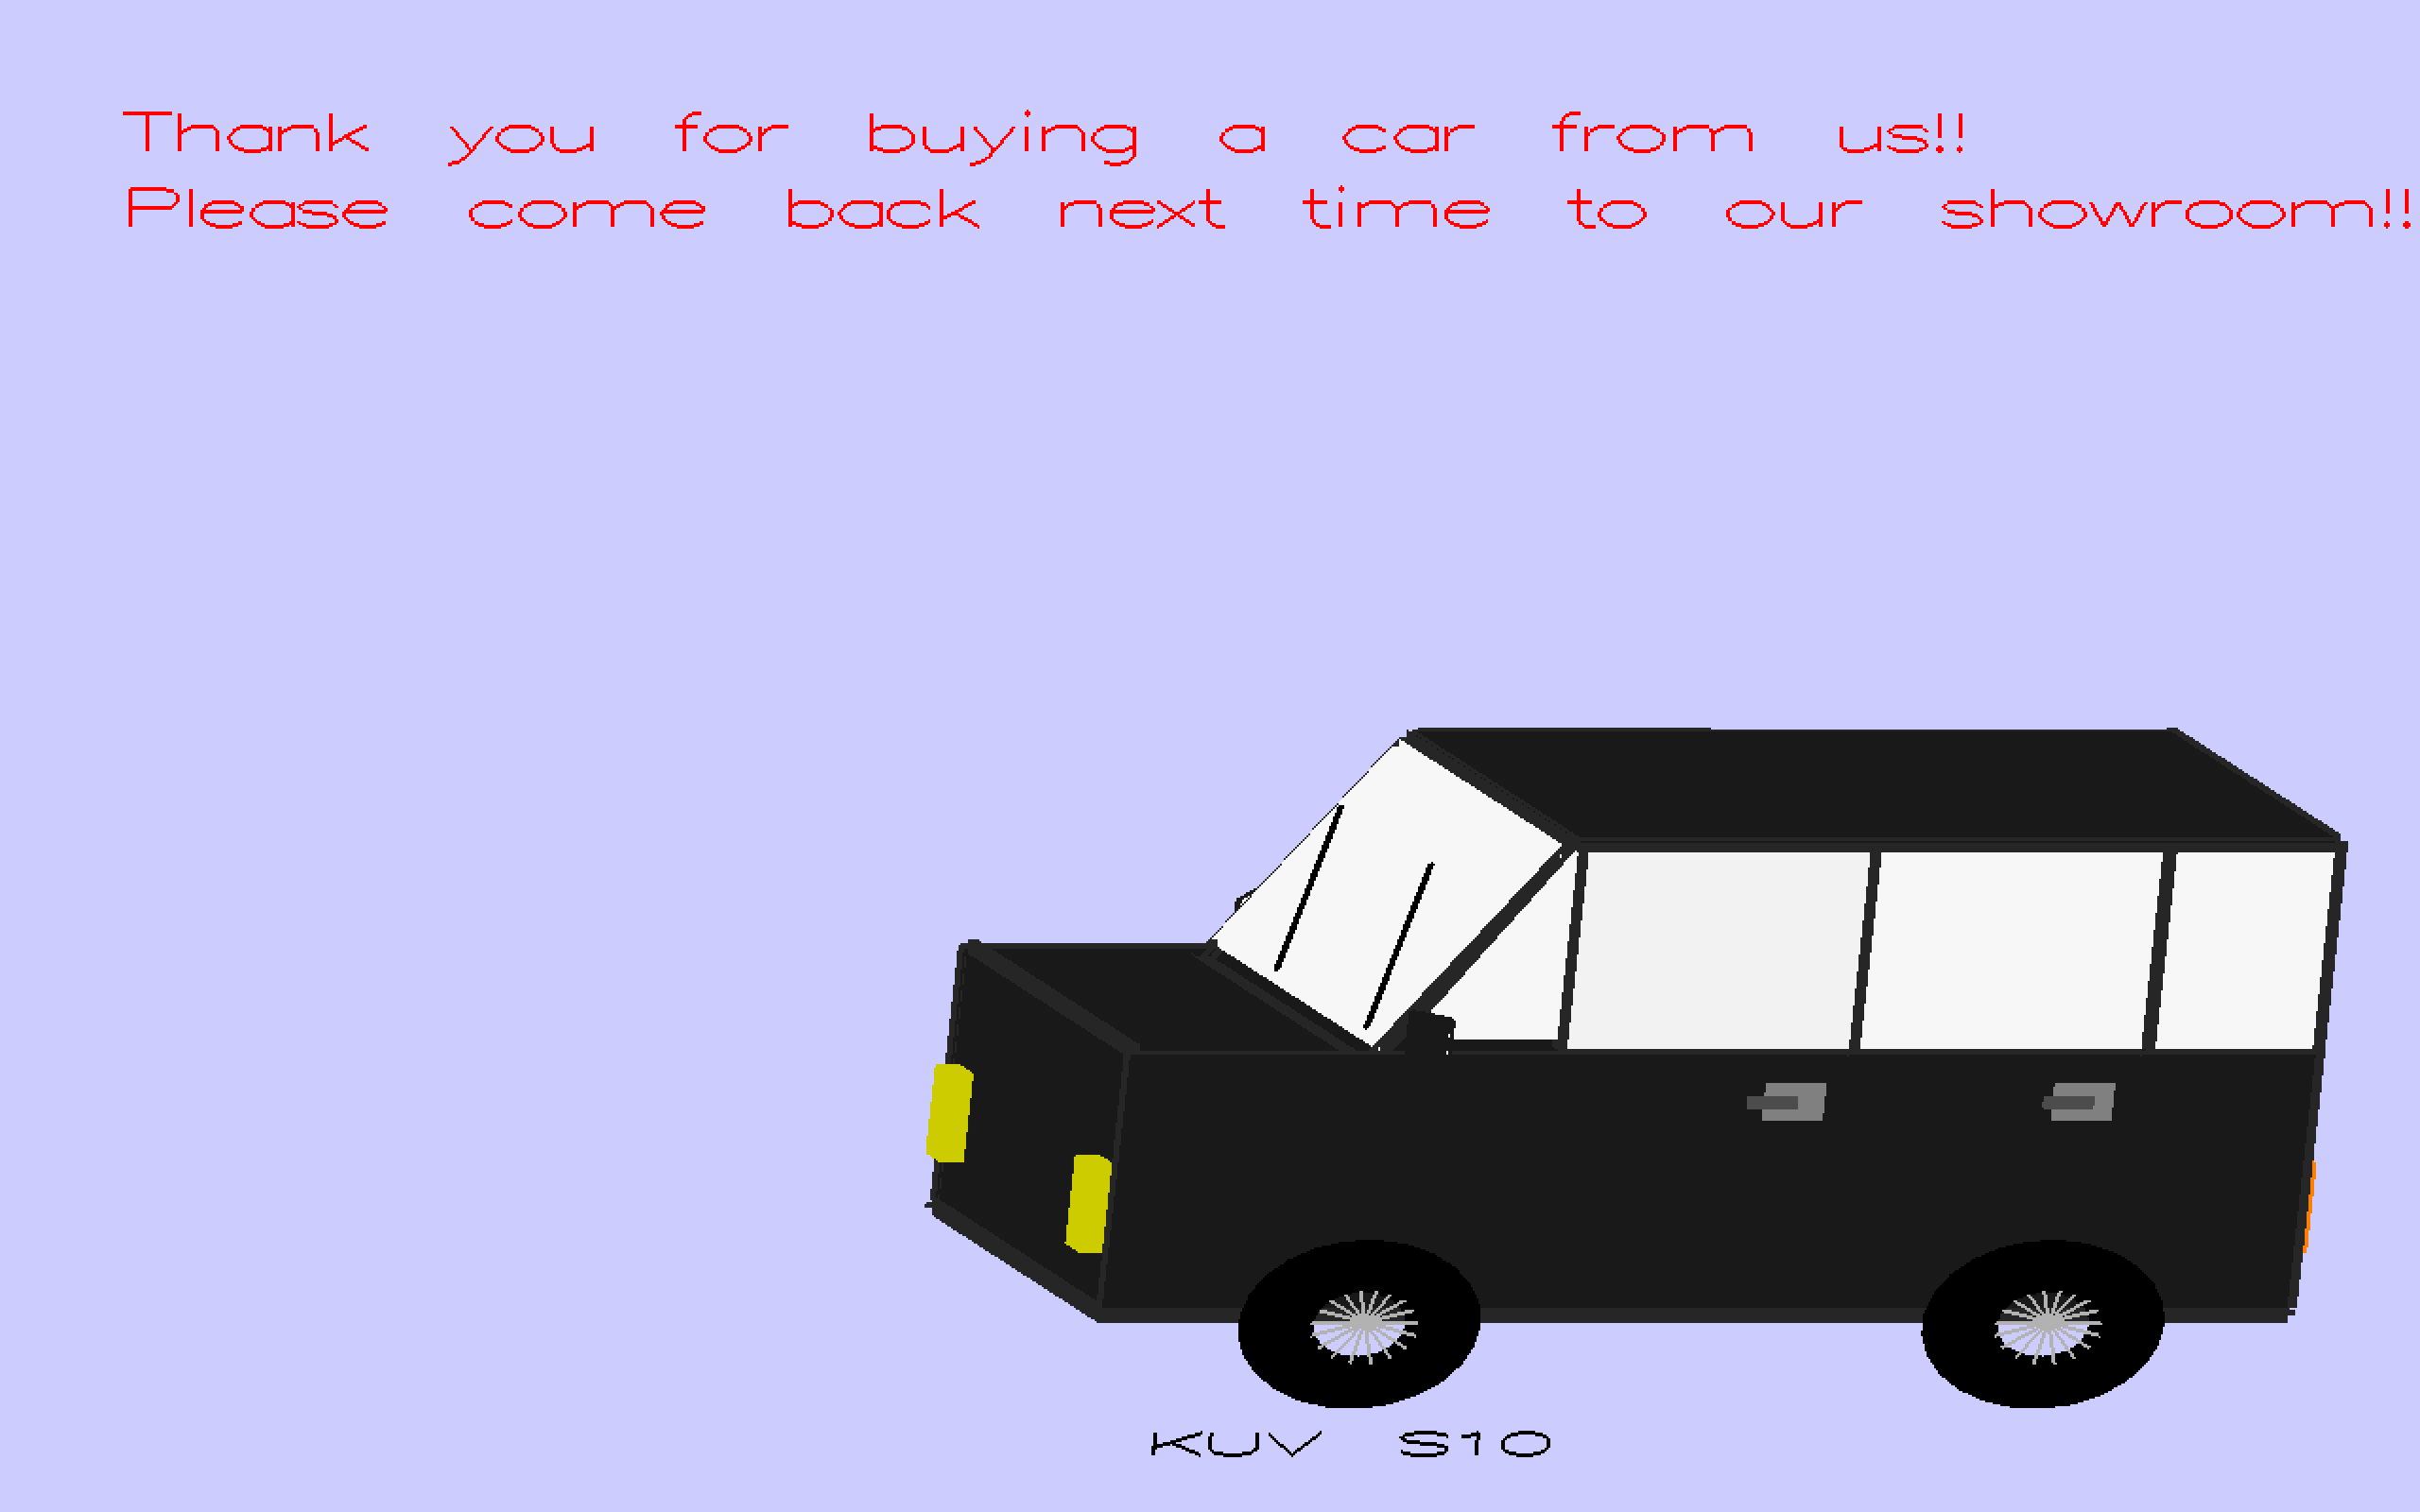 Thank you for buying a car from us!!
Please come back next time to our showroom!!
KUV S10